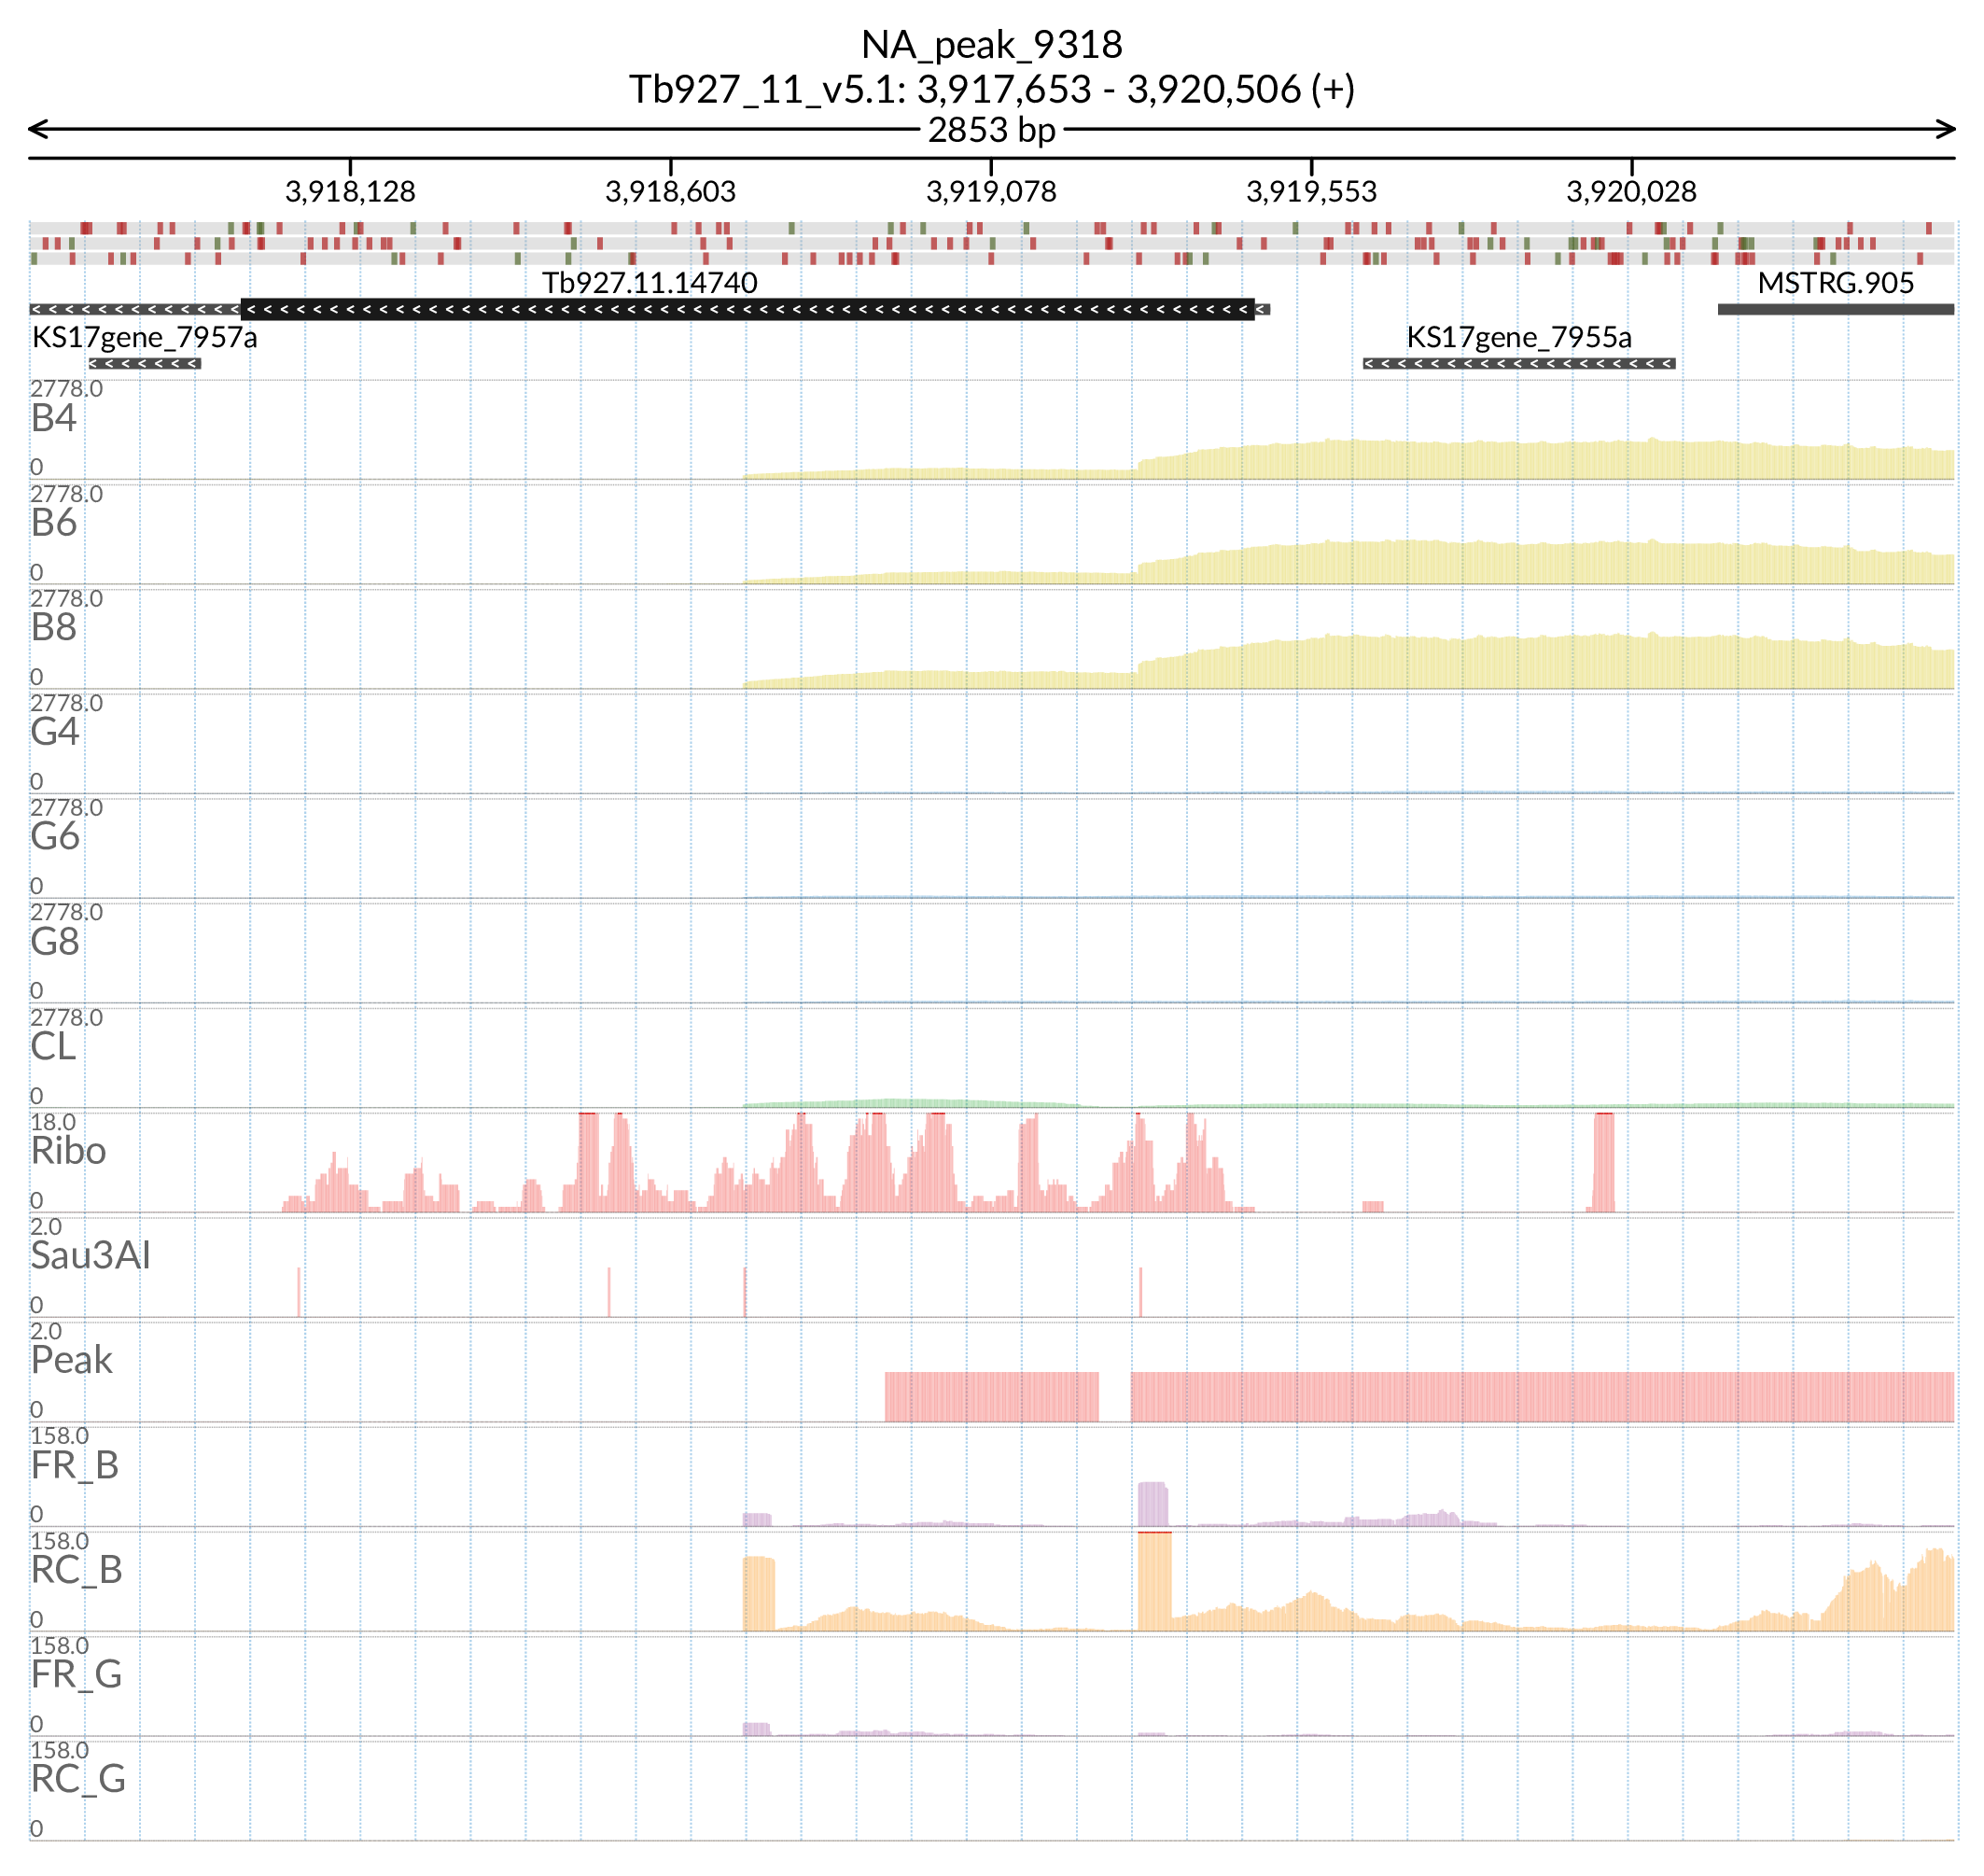 NA_peak_9318
Tb927_11_v5.1: 3,917,653 - 3,920,506 (+)
2853 bp
3,918,128 3,918,603 3,919,078 3,919,553 3,920,028
Tb927.11.14740 MSTRG.905
KS17gene_7957a KS17gene_7955a
2778.0
B4
0
2778.0
B6
0
2778.0
B8
0
2778.0
G4
0
2778.0
G6
0
2778.0
G8
0
2778.0
CL
0
18.0
Ribo
0
2.0
Sau3AI
0
2.0
Peak
0
158.0
FR_B
0
158.0
RC_B
0
158.0
FR_G
0
158.0
RC_G
0